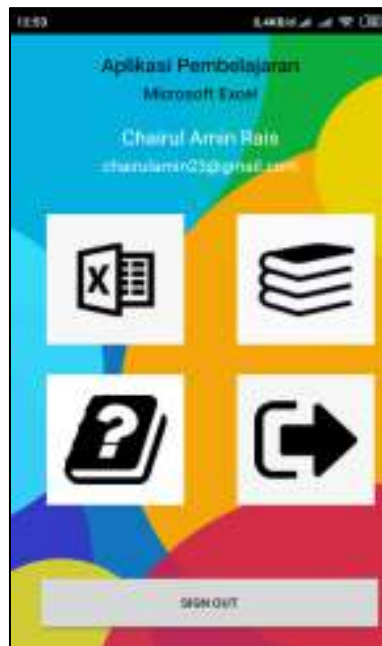 Aplikasi Pembelajaran
Microsoft Excel
Chairul Amin Rais
chairulamin23@gmail.com
X
?
SIGN OUT